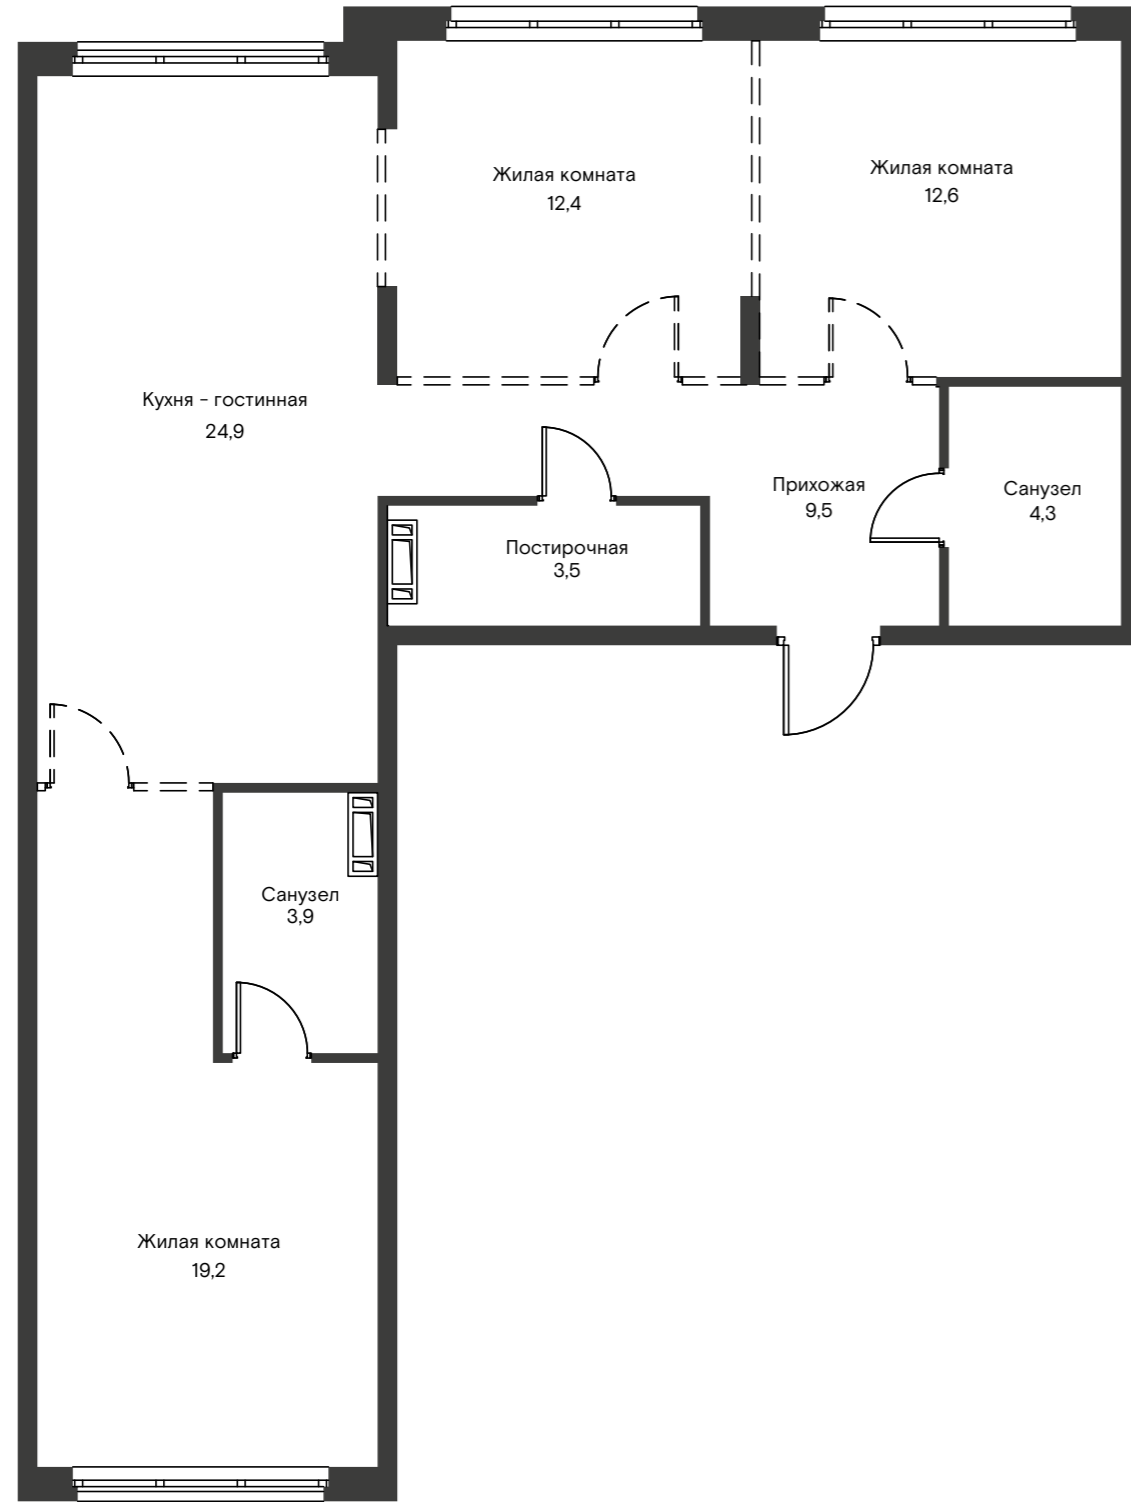 Жилая комната
12,4
Жилая комната
12,6
Кухня - гостинная
24,9
Прихожая
9,5
Санузел
4,3
Постирочная
3,5
Санузел
3,9
Жилая комната
19,2